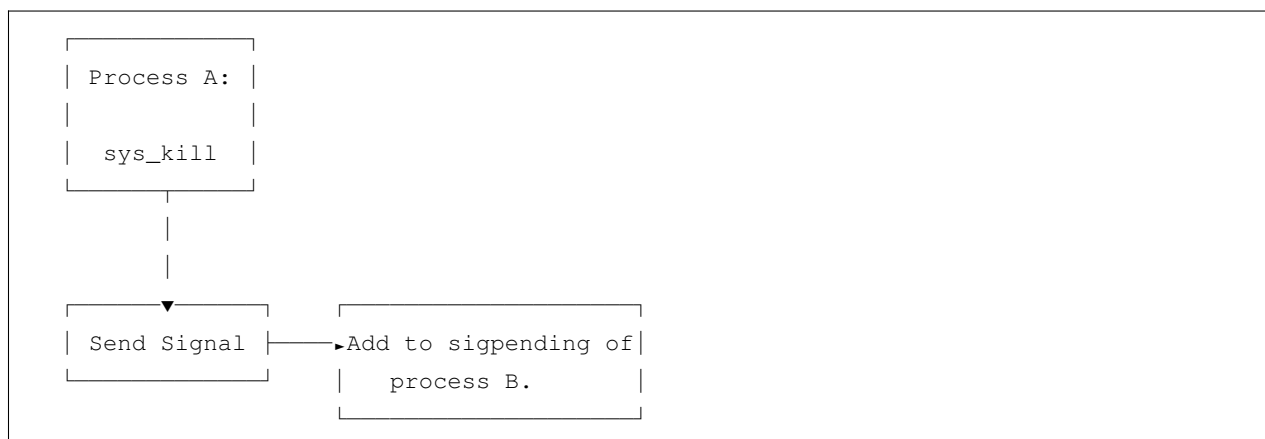 Process A:
sys_kill
Send Signal
Add to sigpending of
process B.